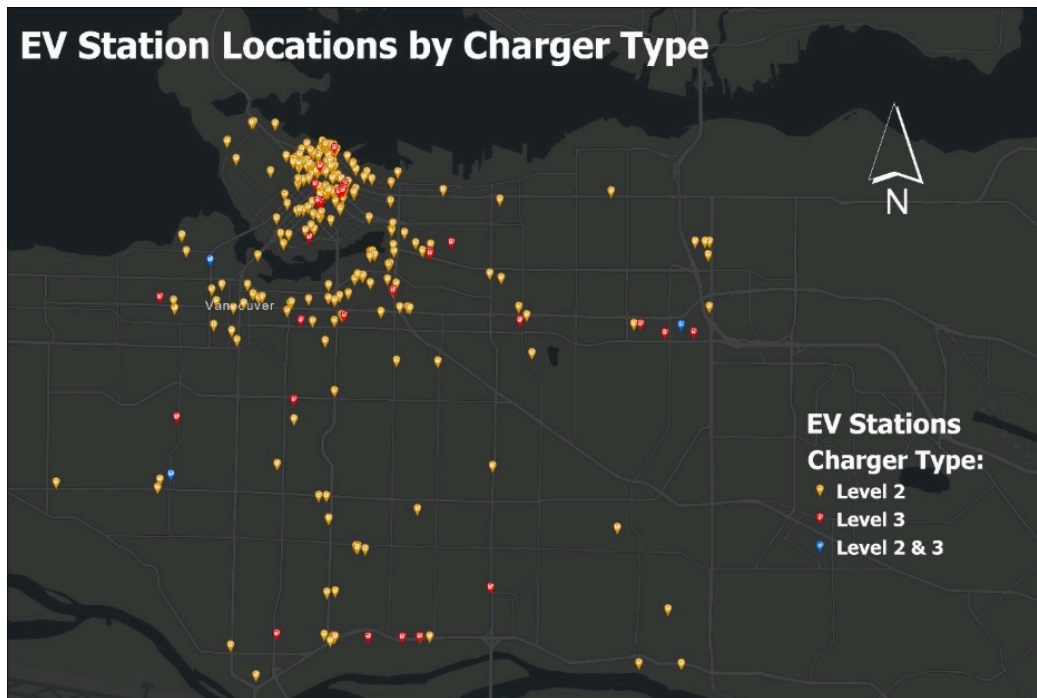 EV Station Locations by Charger Type
N
Vancouver
EV Stations
Charger Type:
Level 2
Level 3
Level 2 & 3